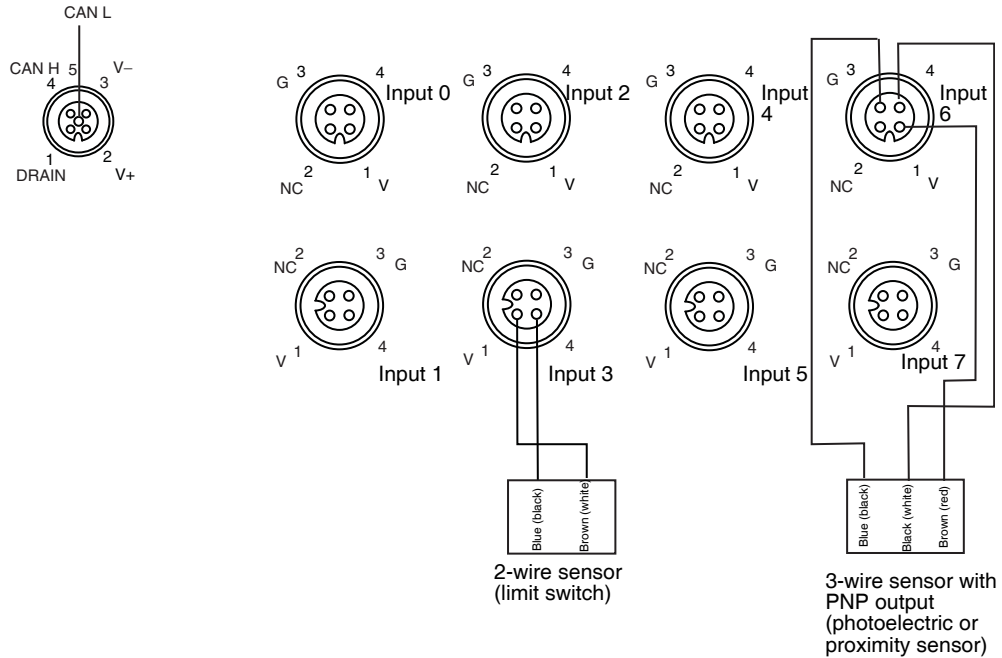 CAN L
CAN H 5 V–
4 3
1 2
DRAIN V+
G 3 4
Input 0
2 1
NC V
G 3 4
Input 2
2 1
NC V
G 3 4
Input
4
2 1
NC V
G 3 4
Input
6
2 1
NC V
NC 2 3 G
V 1 4
Input 1
NC 2 3 G
V 1 4
Input 3
NC 2 3 G
V 1 4
Input 5
NC 2 3 G
V 1 4
Input 7
Blue (black)
Brown (white)
2-wire sensor
(limit switch)
Blue (black)
Black (white)
Brown (red)
3-wire sensor with
PNP output
(photoelectric or
proximity sensor)